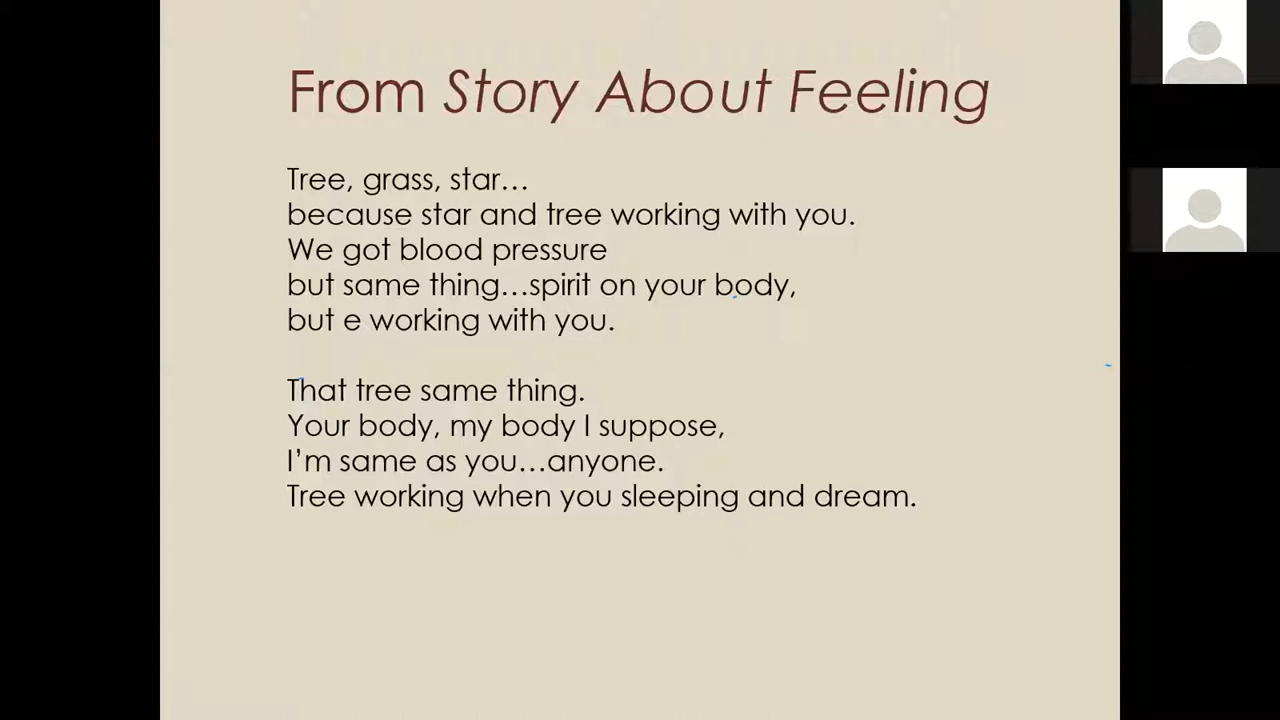 From Story About Feeling
Tree, grass, star…
because star and tree working with you.
We got blood pressure
but same thing…spirit on your body,
but e working with you.
That tree same thing.
Your body, my body I suppose,
I’m same as you…anyone.
Tree working when you sleeping and dream.